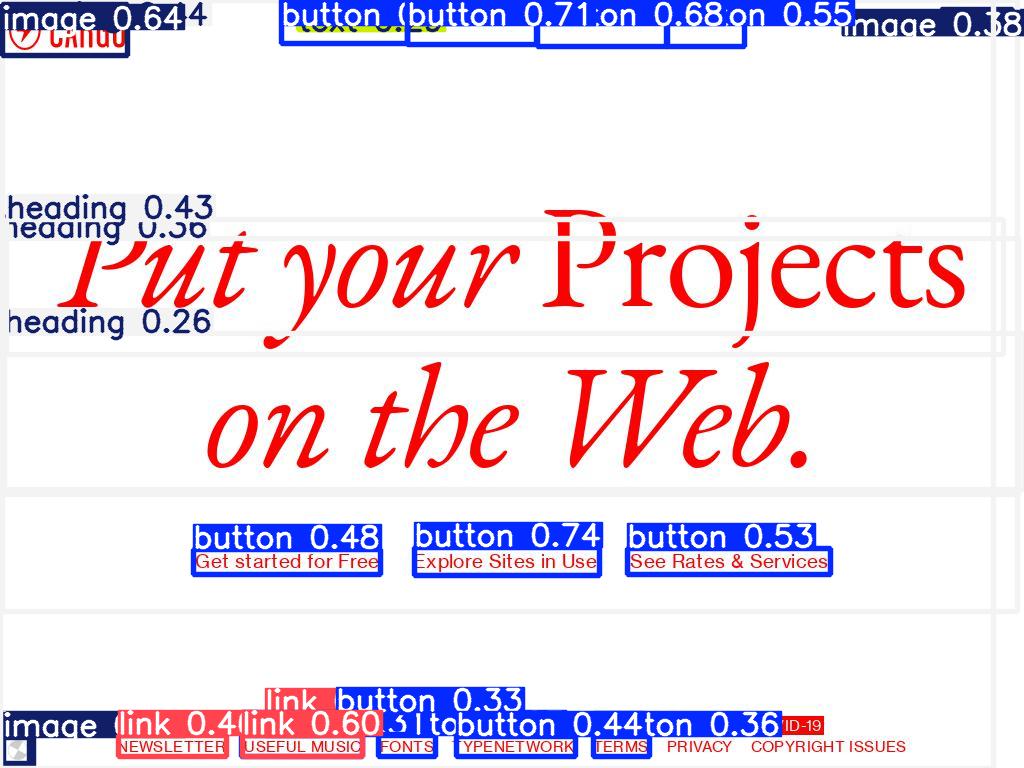 image 0.64
button
button 0.71
on 0.68
on 0.55
image 0.38
CARGO
heading 0.43
heading 0.36
Put your Projects
heading 0.26
on the Web.
button 0.48 button 0.74 button 0.53
Get started for Free Explore Sites in Use See Rates & Services
link button 0.33
image link 0.4 link 0.60 button 0.44 ton 0.36 VID-19
NEWSLETTER USEFUL MUSIC FONTS TYPENETWORK TERMS PRIVACY COPYRIGHT ISSUES